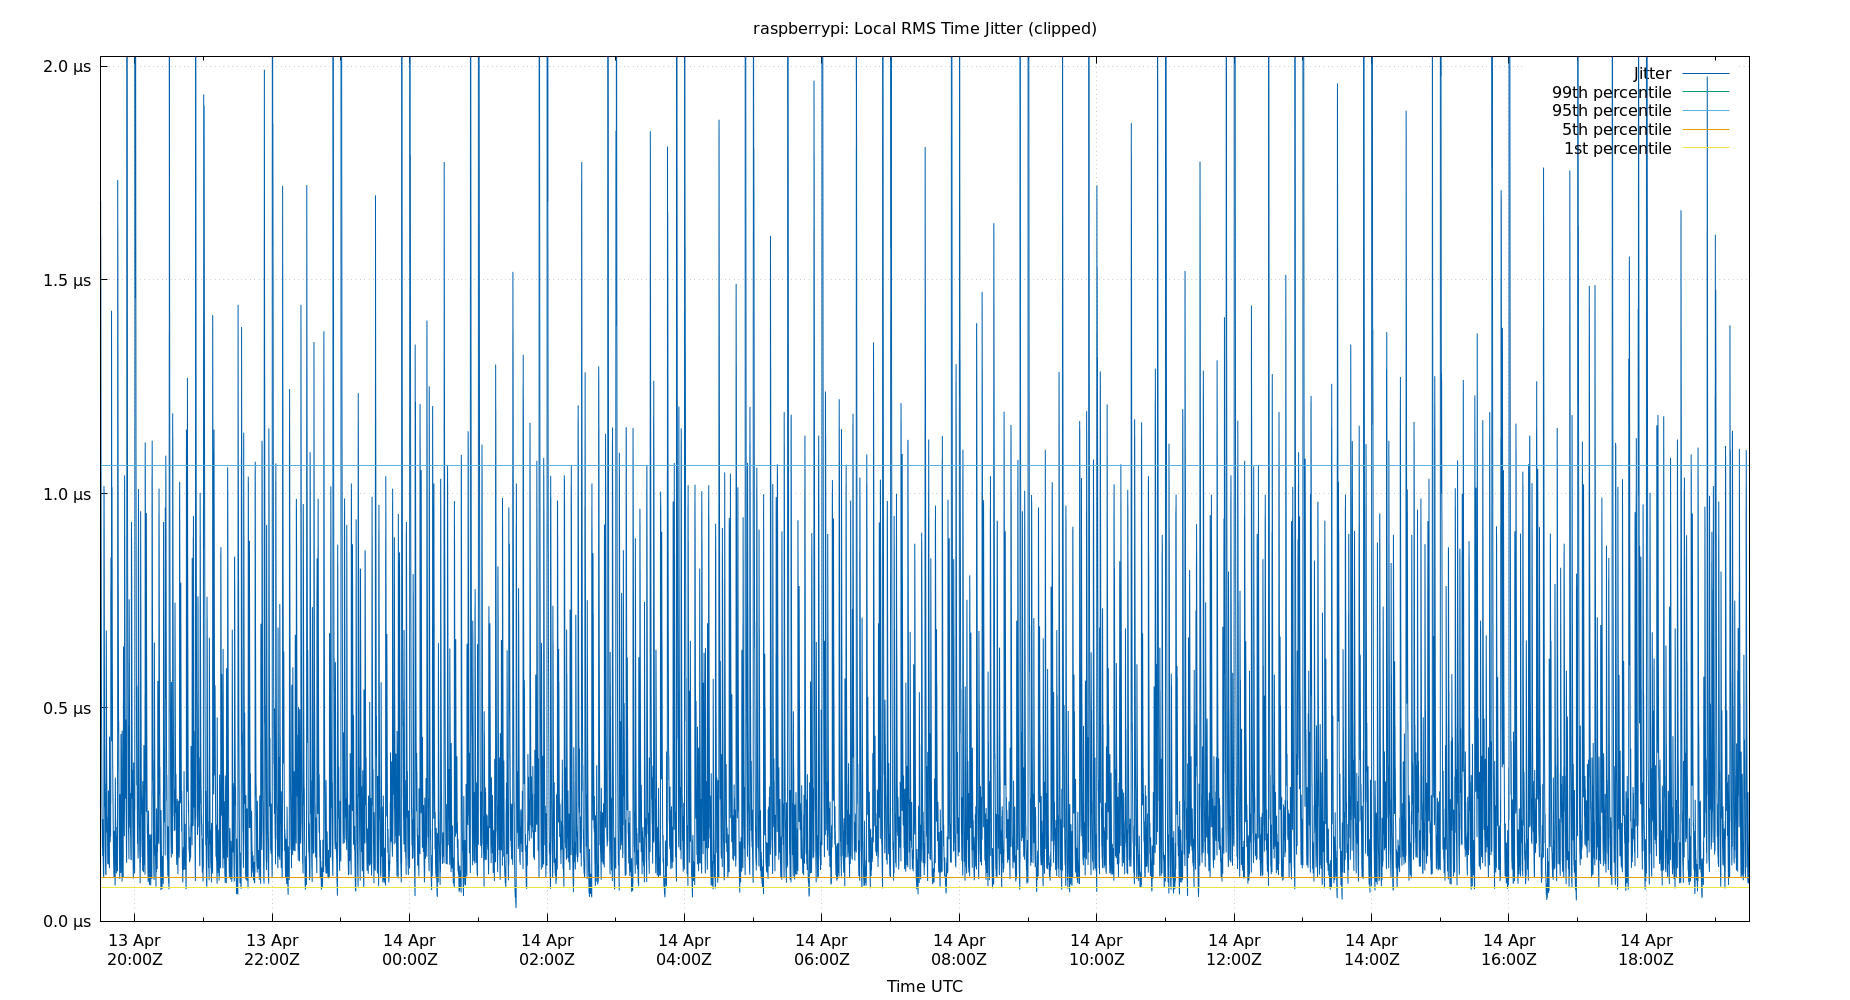 raspberrypi: Local RMS Time Jitter (clipped)
2.0 µs
1.5 µs
1.0 µs
0.5 µs
0.0 µs
Jitter
99th percentile
95th percentile
5th percentile
1st percentile
13 Apr 13 Apr 14 Apr 14 Apr 14 Apr 14 Apr 14 Apr 14 Apr 14 Apr 14 Apr 14 Apr 14 Apr
20:00Z 22:00Z 00:00Z 02:00Z 04:00Z 06:00Z 08:00Z 10:00Z 12:00Z 14:00Z 16:00Z 18:00Z
Time UTC